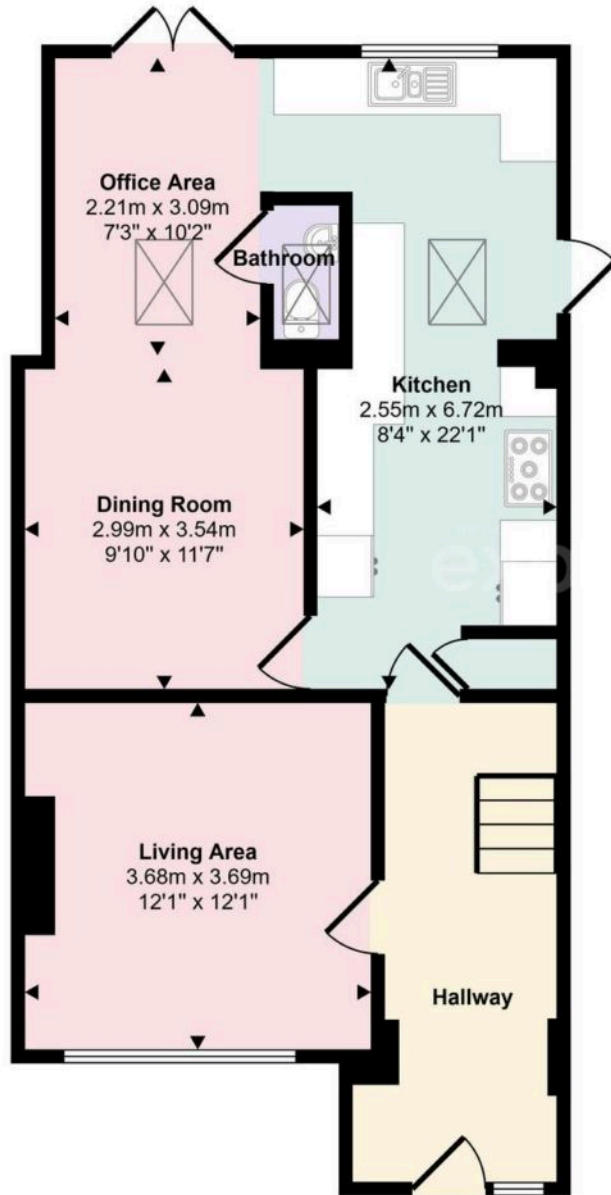 Office Area
2.21m x 3.09m
7'3" x 10'2"
Bathroom
Kitchen
2.55m x 6.72m
8'4" x 22'1"
Dining Room
2.99m x 3.54m
9'10" x 11'7"
Living Area
3.68m x 3.69m
12'1" x 12'1"
Hallway